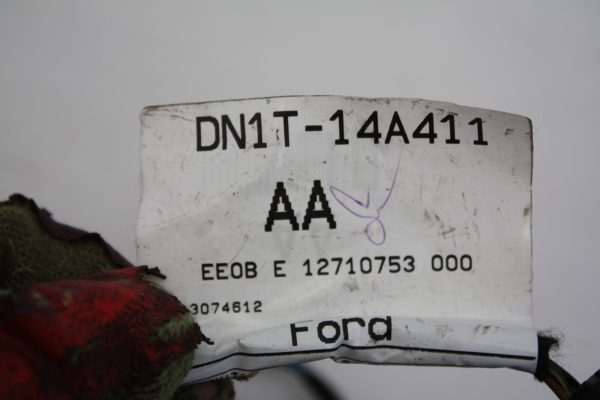 DN1T-14A411
AA
EEOB E 12710753 000
3074612
Ford